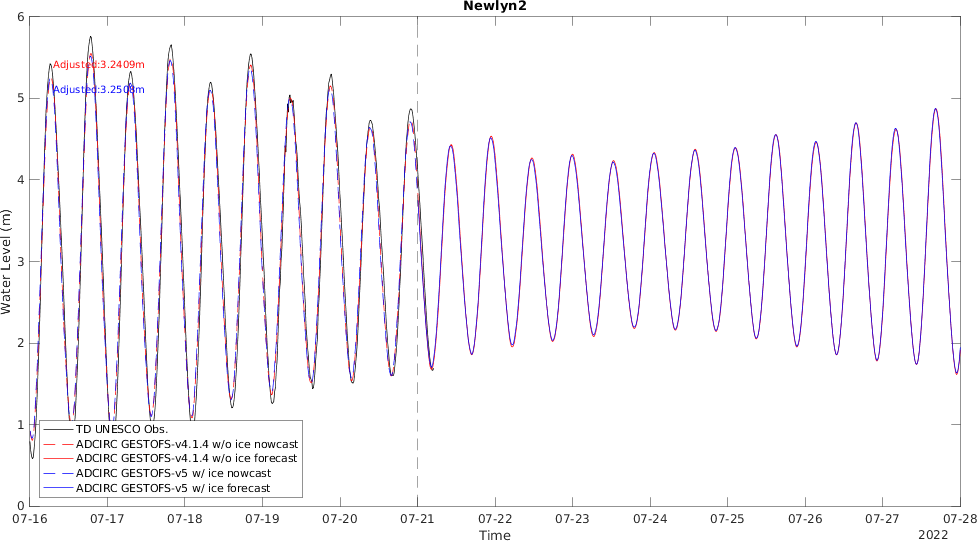 Newlyn2
6
5
4
3
2
1
0
Water Level (m)
Adjusted:3.2409m
Adjusted:3.2508m
TD UNESCO Obs.
ADCIRC GESTOFS-v4.1.4 w/o ice nowcast
ADCIRC GESTOFS-v4.1.4 w/o ice forecast
ADCIRC GESTOFS-v5 w/ ice nowcast
ADCIRC GESTOFS-v5 w/ ice forecast
07-16 07-17 07-18 07-19 07-20 07-21 07-22 07-23 07-24 07-25 07-26 07-27 07-28
Time
2022